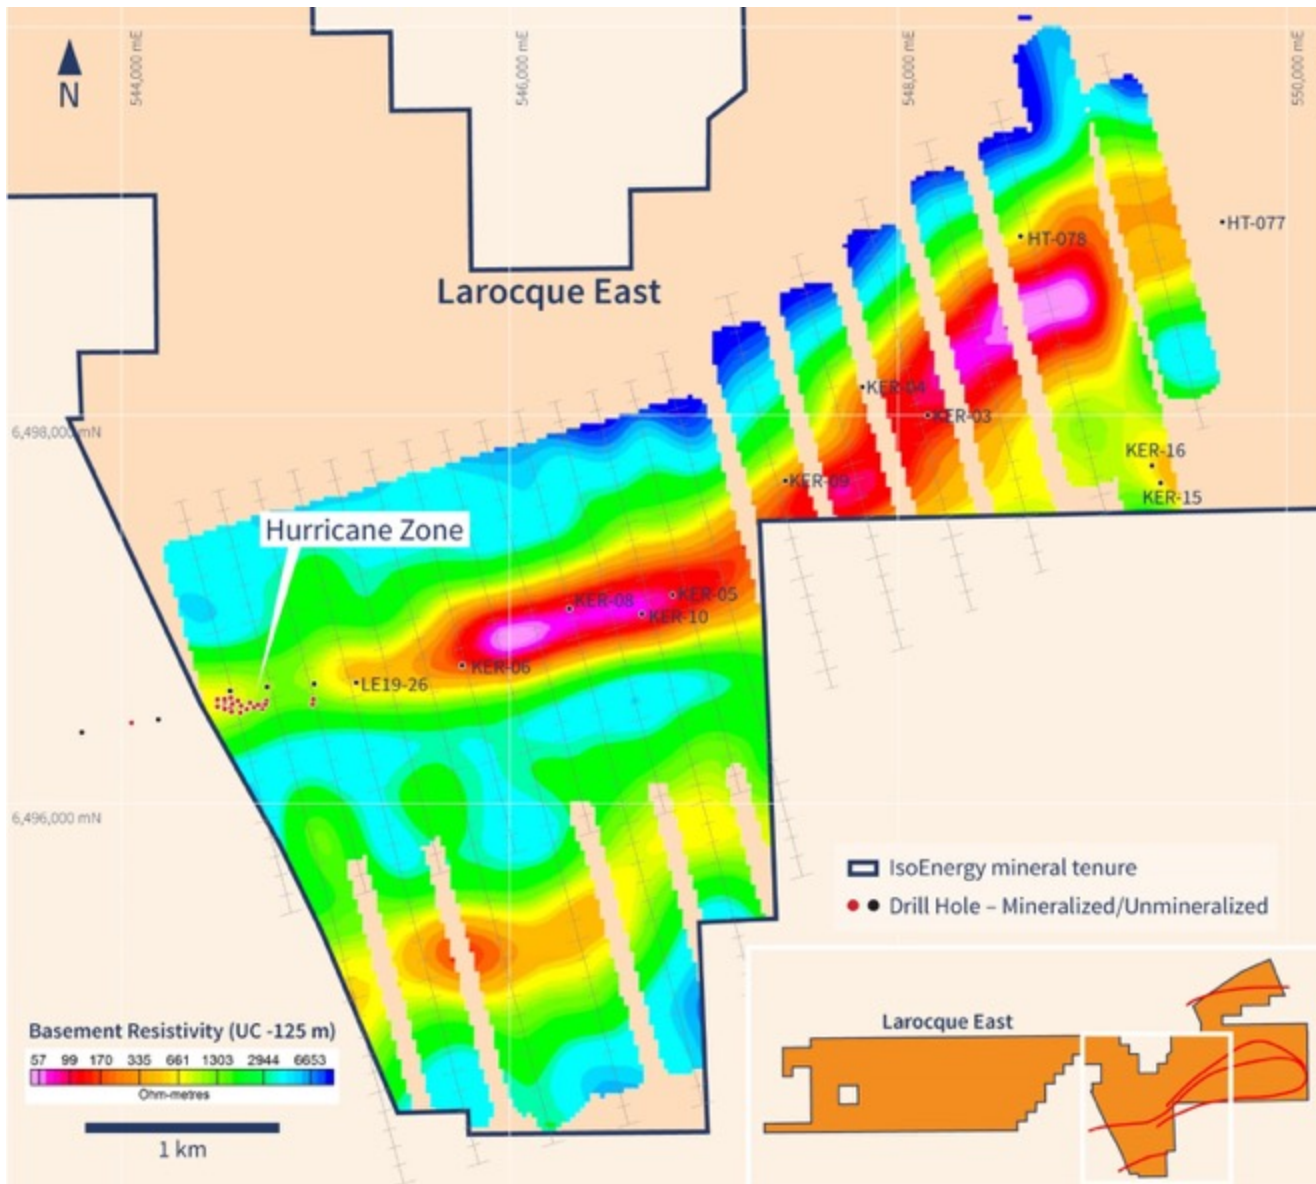 N
544,000 mE
546,000 mE
548,000 mE
550,000 mE
HT-077
HT-078
Larocque East
KER-04
KER-03
6,498,000 mN
KER-16
KER-09
KER-15
Hurricane Zone
KER-05
KER-08
KER-10
KER-06
LE19-26
6,496,000 mN
IsoEnergy mineral tenure
Drill Hole – Mineralized/Unmineralized
Basement Resistivity (UC -125 m)
57 99 170 335 661 1303 2944 6653
Ohm-metres
1 km
Larocque East